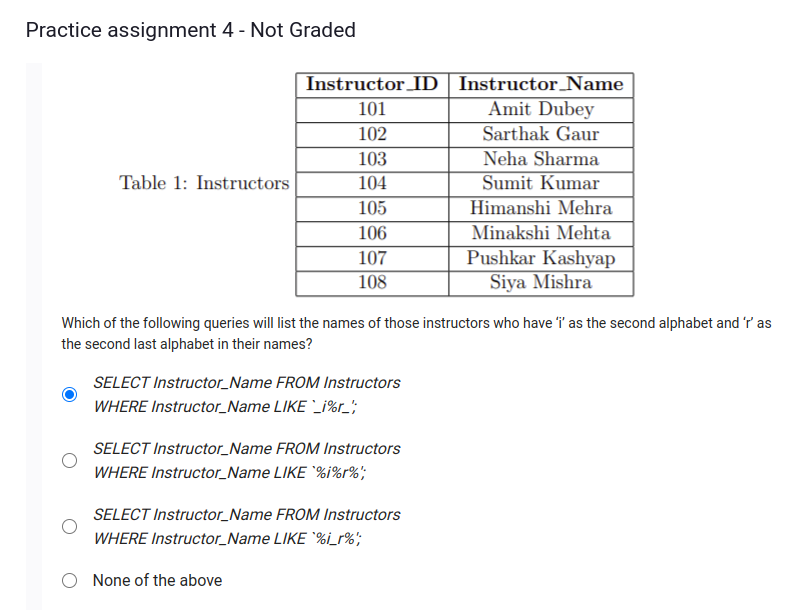 Practice assignment 4 - Not Graded
Instructor_ID Instructor_Name
101 Amit Dubey
102 Sarthak Gaur
103 Neha Sharma
Table 1: Instructors 104 Sumit Kumar
105 Himanshi Mehra
106 Minakshi Mehta
107 Pushkar Kashyap
108 Siya Mishra
Which of the following queries will list the names of those instructors who have 'i' as the second alphabet and 'r' as
the second last alphabet in their names?
SELECT Instructor_Name FROM Instructors
WHERE Instructor_Name LIKE `_i%r_';
SELECT Instructor_Name FROM Instructors
WHERE Instructor_Name LIKE `%i%r%';
SELECT Instructor_Name FROM Instructors
WHERE Instructor_Name LIKE `%i_r%';
None of the above